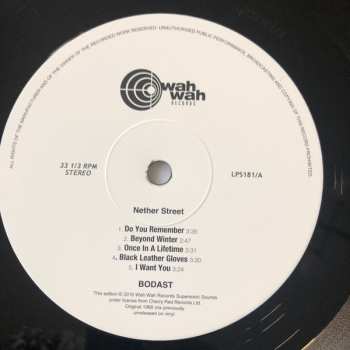 ALL RIGHTS OF THE MANUFACTURER AND OF THE OWNER OF THE RECORDED WORK RESERVED · UNAUTHORISED PUBLIC PERFORMANCE, BROADCASTING AND COPYING OF THIS RECORD PROHIBITED
wah
wah
RECORDS
33 1/3 RPM
STEREO
LPS181/A
Nether Street
1. Do You Remember 3:35
2. Beyond Winter 2:47
3. Once In A Lifetime 3:31
4. Black Leather Gloves 3:20
5. I Want You 3:24
BODAST
This edition © 2016 Wah Wah Records Supersonic Sounds
under license from Cherry Red Records Ltd.
Original 1969 mix previously
unreleased on vinyl